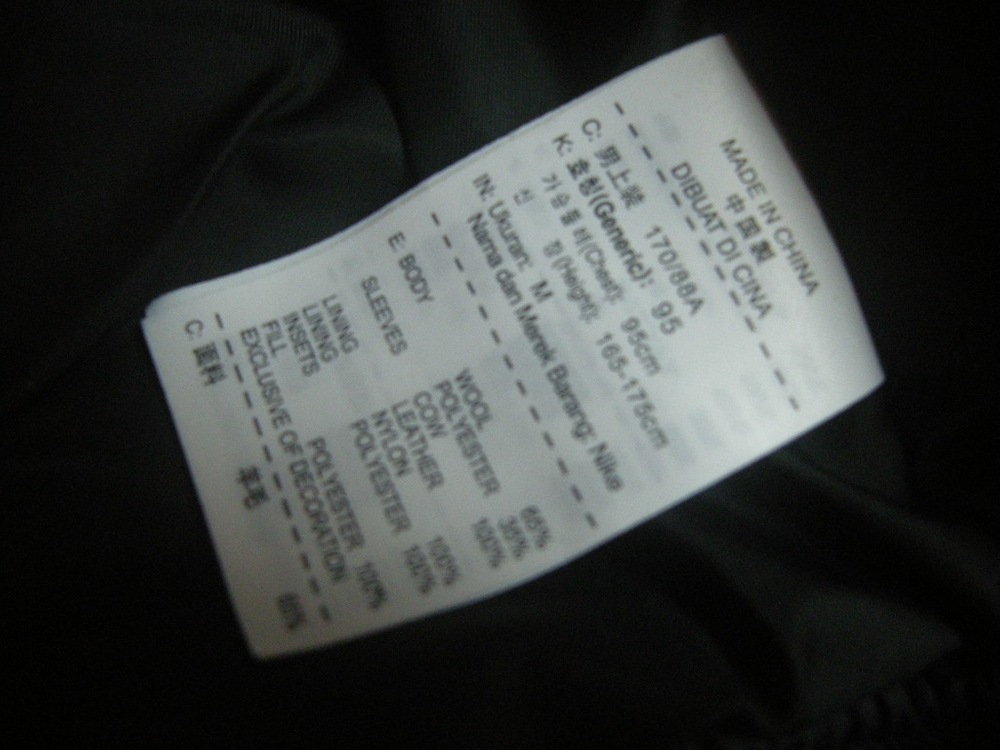 MADE IN CHINA
中国製
DIBUAT DI CINA
C: 男上装 170/88A
K: 호칭(Generic): 95
가슴둘레(Chest): 95cm
신 장(Height): 165-175cm
IN: Ukuran: M
Nama dan Merek Barang: Nike
E: BODY WOOL 65%
POLYESTER 35%
SLEEVES COW 100%
LEATHER
LINING NYLON 100%
LINING POLYESTER 100%
INSETS
FILL POLYESTER 100%
EXCLUSIVE OF DECORATION
C: 面料 羊毛 65%